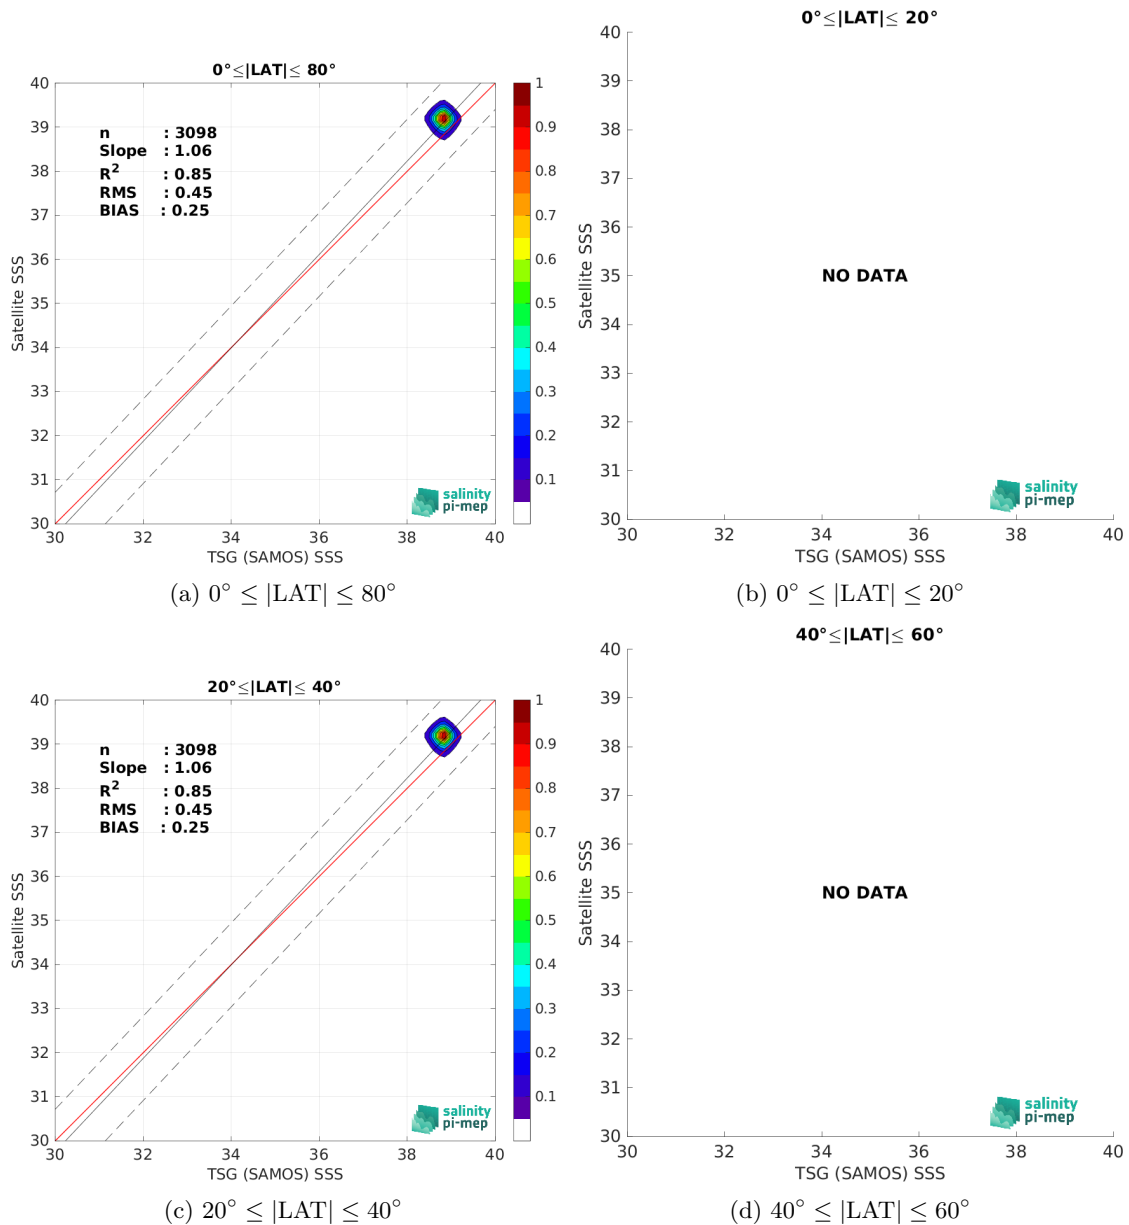 0°≤|LAT|≤ 80°
40
39
38
37
36
35
34
33
32
31
30
Satellite SSS
n : 3098
Slope : 1.06
R² : 0.85
RMS : 0.45
BIAS : 0.25
salinity
pi-mep
30 32 34 36 38 40
TSG (SAMOS) SSS
1
0.9
0.8
0.7
0.6
0.5
0.4
0.3
0.2
0.1
(a) 0° ≤ |LAT| ≤ 80°
0°≤|LAT|≤ 20°
40
39
38
37
36
35
34
33
32
31
30
Satellite SSS
NO DATA
salinity
pi-mep
30 32 34 36 38 40
TSG (SAMOS) SSS
(b) 0° ≤ |LAT| ≤ 20°
20°≤|LAT|≤ 40°
40
39
38
37
36
35
34
33
32
31
30
Satellite SSS
n : 3098
Slope : 1.06
R² : 0.85
RMS : 0.45
BIAS : 0.25
salinity
pi-mep
30 32 34 36 38 40
TSG (SAMOS) SSS
1
0.9
0.8
0.7
0.6
0.5
0.4
0.3
0.2
0.1
(c) 20° ≤ |LAT| ≤ 40°
40°≤|LAT|≤ 60°
40
39
38
37
36
35
34
33
32
31
30
Satellite SSS
NO DATA
salinity
pi-mep
30 32 34 36 38 40
TSG (SAMOS) SSS
(d) 40° ≤ |LAT| ≤ 60°